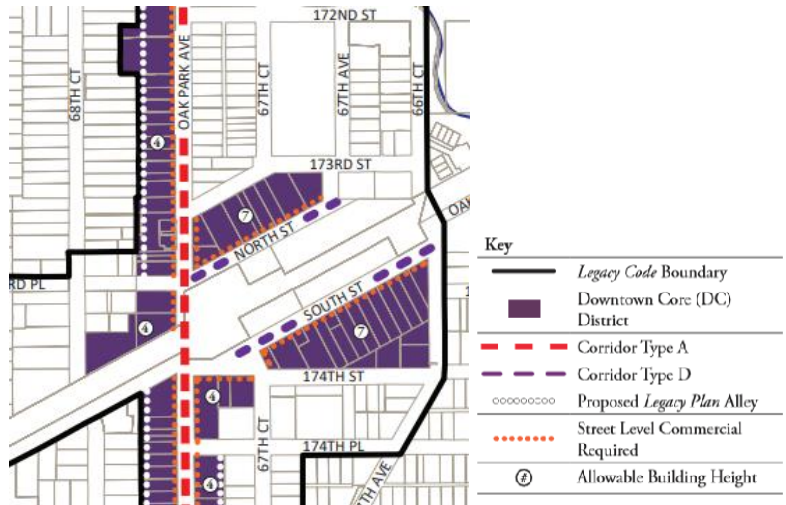 172ND ST
OAK PARK AVE
68TH CT
67TH CT
67TH AVE
66TH CT
4
173RD ST
7
OAK
NORTH ST
RD PL
SOUTH ST
4
7
174TH ST
4
67TH CT
174TH PL
4
TH AVE
Key
Legacy Code Boundary
Downtown Core (DC)
District
Corridor Type A
Corridor Type D
Proposed Legacy Plan Alley
Street Level Commercial
Required
# Allowable Building Height